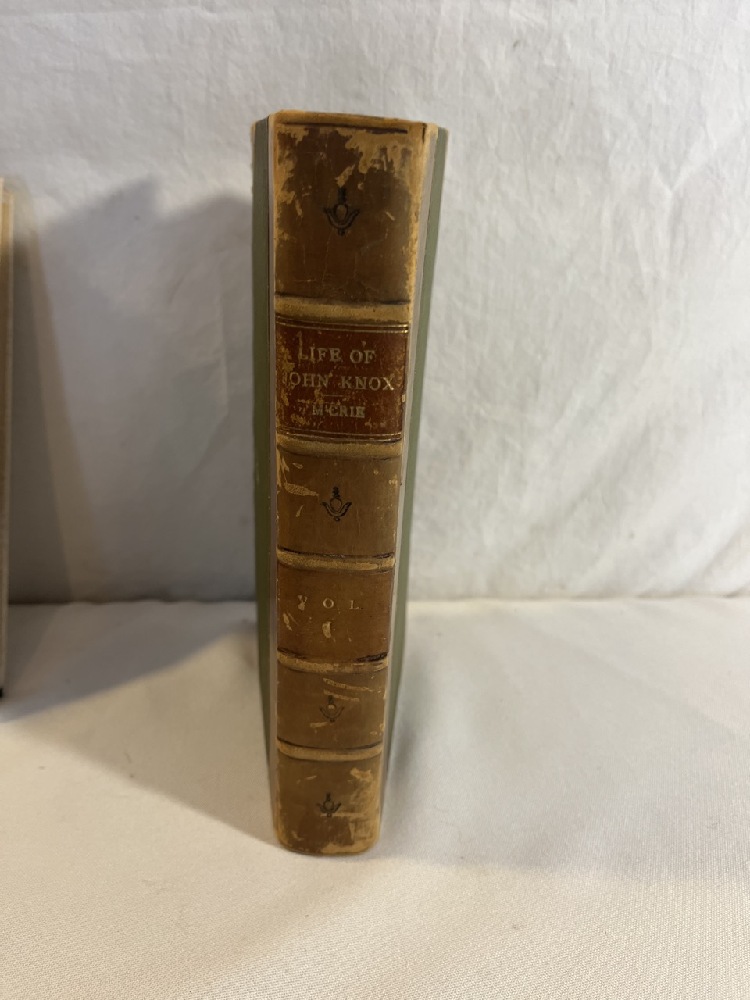 LIFE OF
JOHN KNOX
M'CRIE
VOL